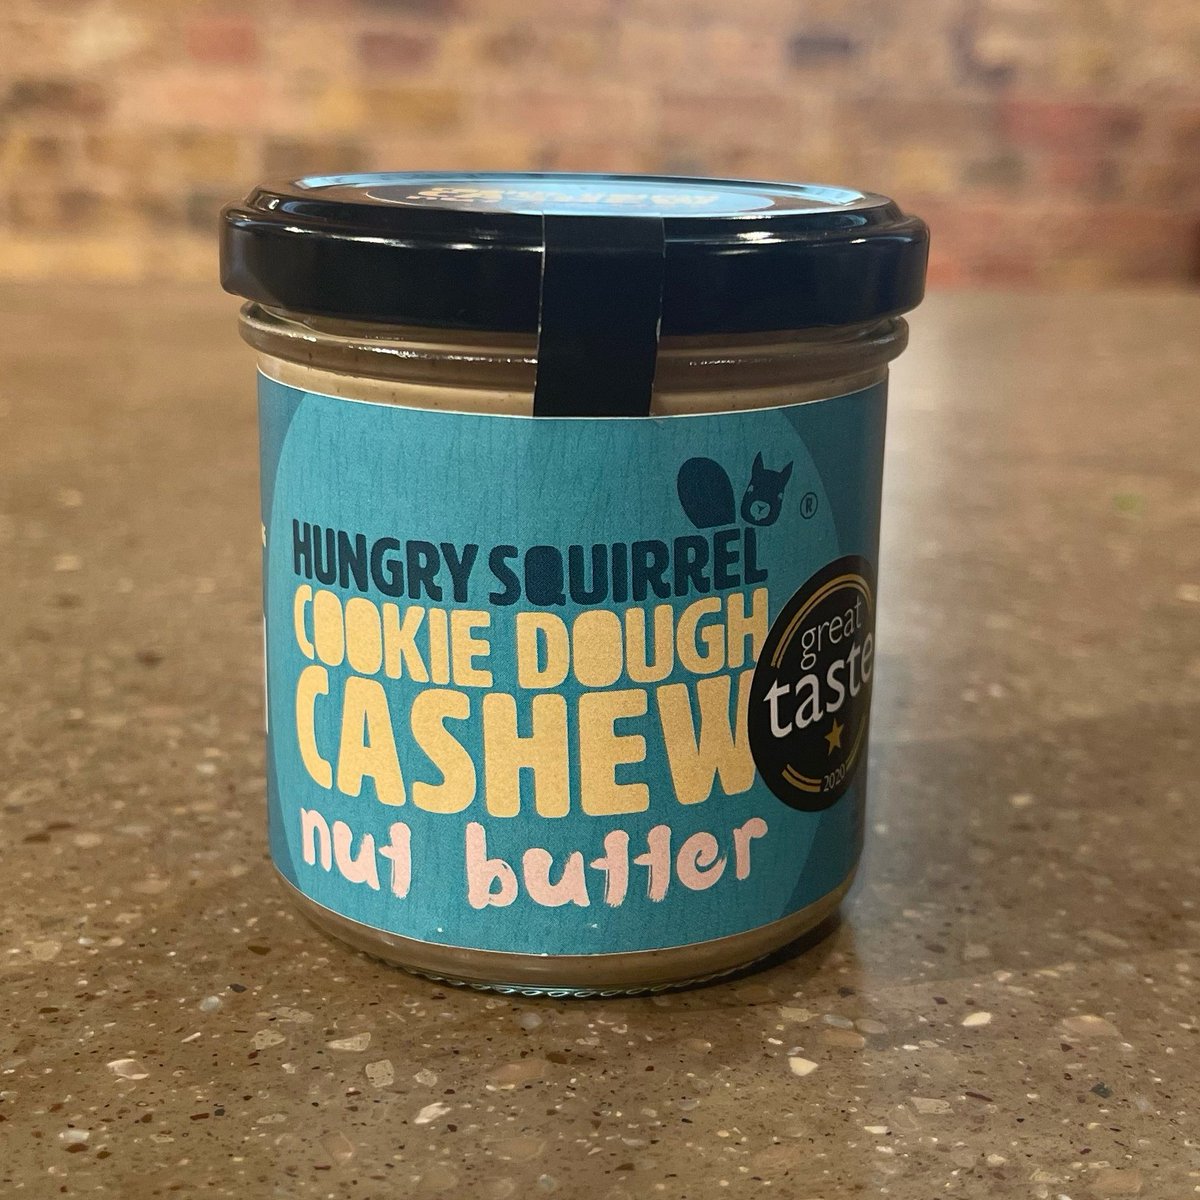 HUNGRY SQUIRREL
®
COOKIE DOUGH
CASHEW
nut butter
great
taste
2020